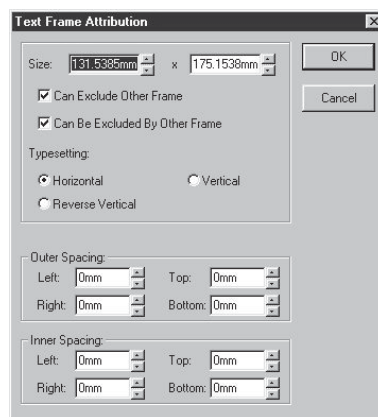 Text Frame Attribution
Size: 131.5385mm x 175.1538mm OK
Can Exclude Other Frame Cancel
Can Be Excluded By Other Frame
Typesetting:
Horizontal Vertical
Reverse Vertical
Outer Spacing:
Left: 0mm Top: 0mm
Right: 0mm Bottom: 0mm
Inner Spacing:
Left: 0mm Top: 0mm
Right: 0mm Bottom: 0mm